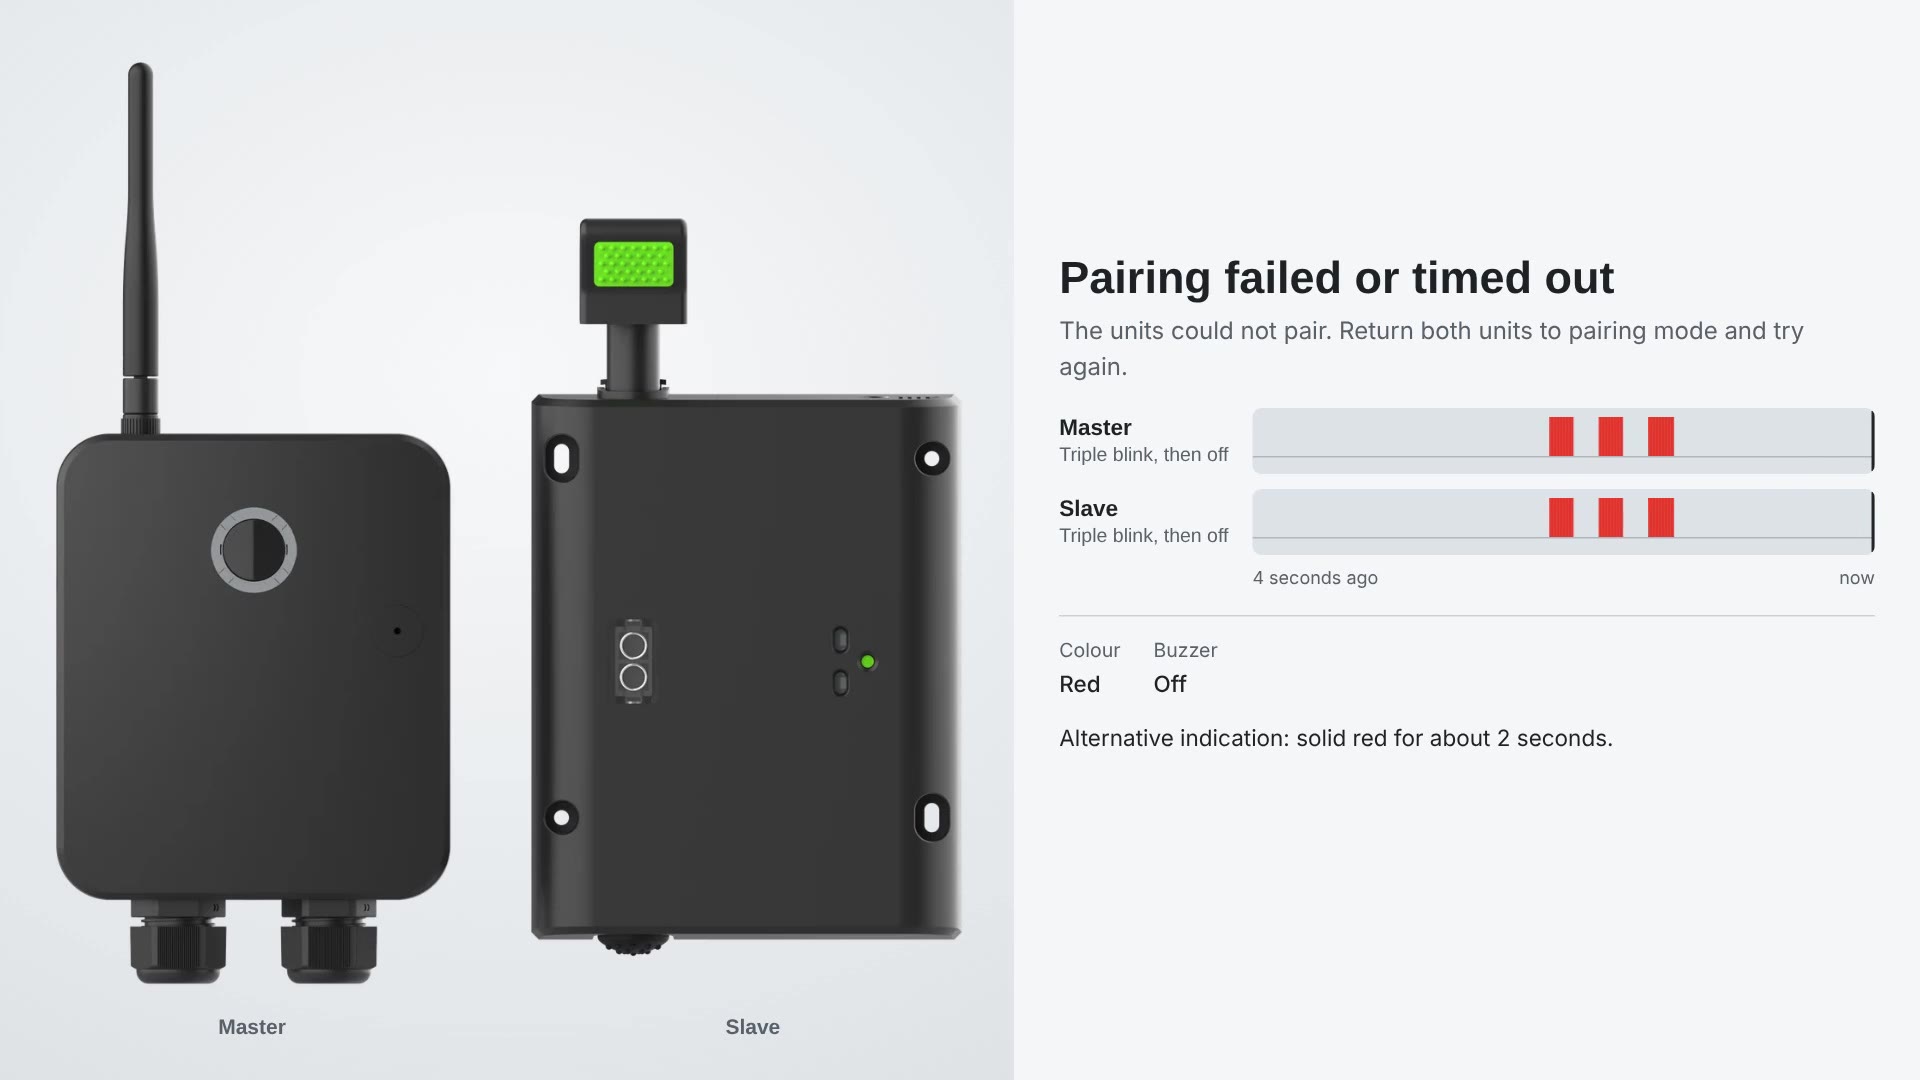 Pairing failed or timed out
The units could not pair. Return both units to pairing mode and try
again.
Master
Triple blink, then off
Slave
Triple blink, then off
4 seconds ago
now
Colour
Buzzer
Red
Off
Alternative indication: solid red for about 2 seconds.
Master
Slave